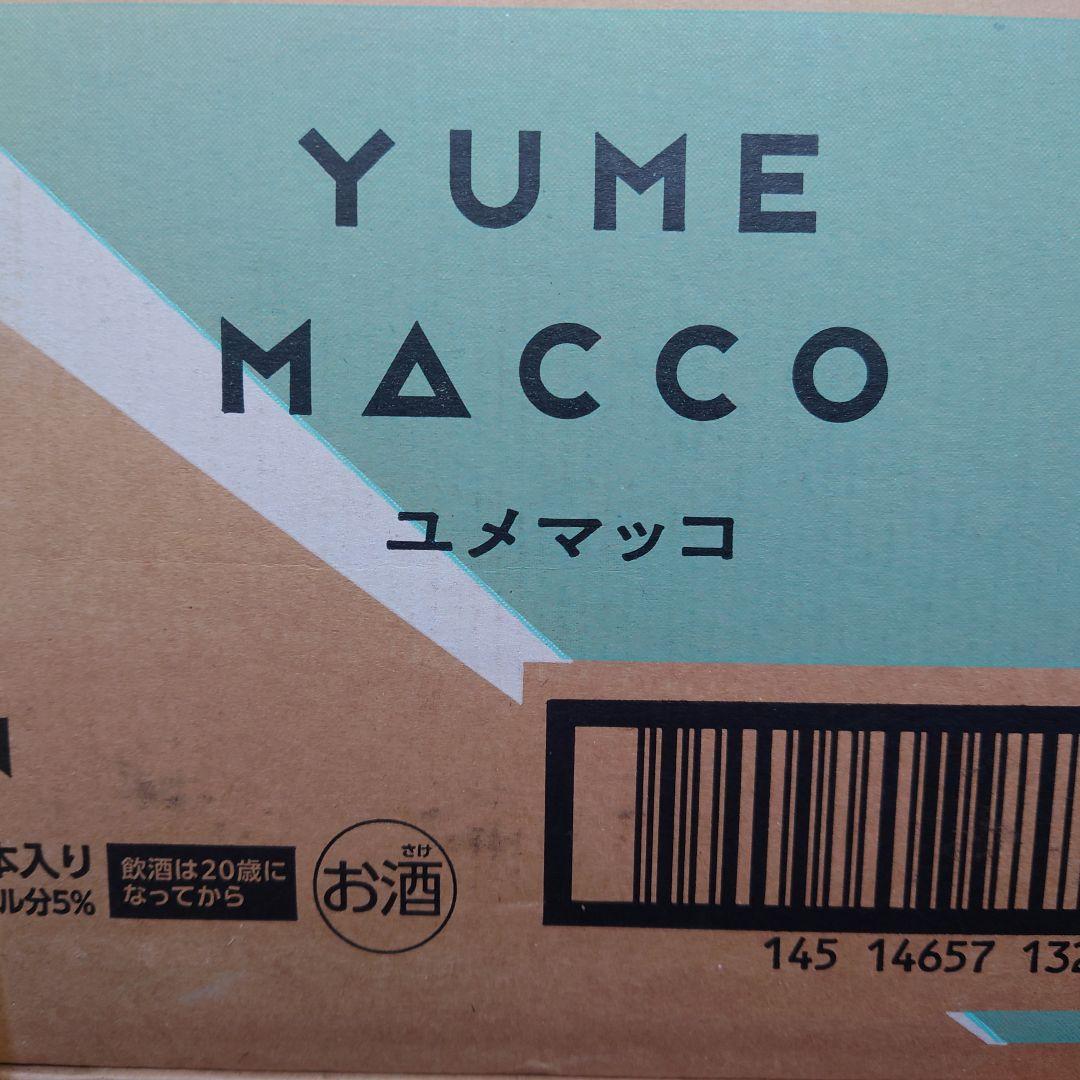 YUME
MACCO
ユメマッコ
本入り
ル分5%
飲酒は20歳に
なってから
さけ
お酒
145 14657 132